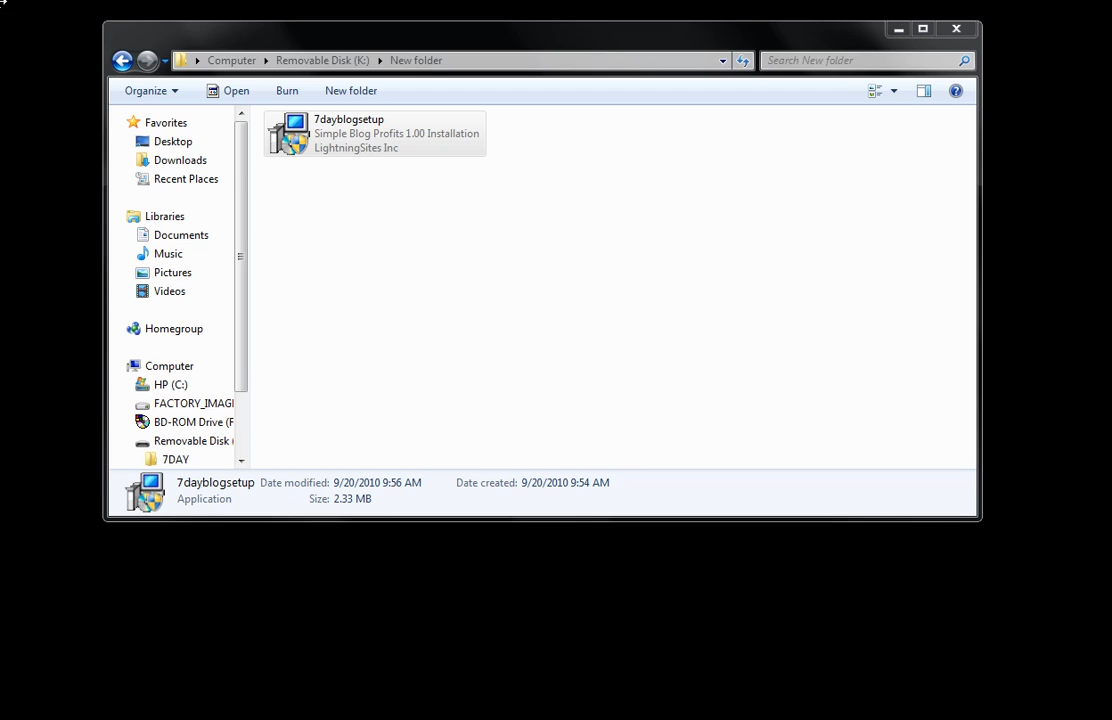 Computer
Removable Disk (K:)
New folder
Search New folder
Organize
Open
Burn
New folder
Favorites
Desktop
Downloads
Recent Places
Libraries
Documents
Music
Pictures
Videos
Homegroup
Computer
HP (C:)
FACTORY_IMAG
BD-ROM Drive (F
Removable Disk (
7DAY
7dayblogsetup
Simple Blog Profits 1.00 Installation
LightningSites Inc
7dayblogsetup Date modified: 9/20/2010 9:56 AM Date created: 9/20/2010 9:54 AM
Application Size: 2.33 MB